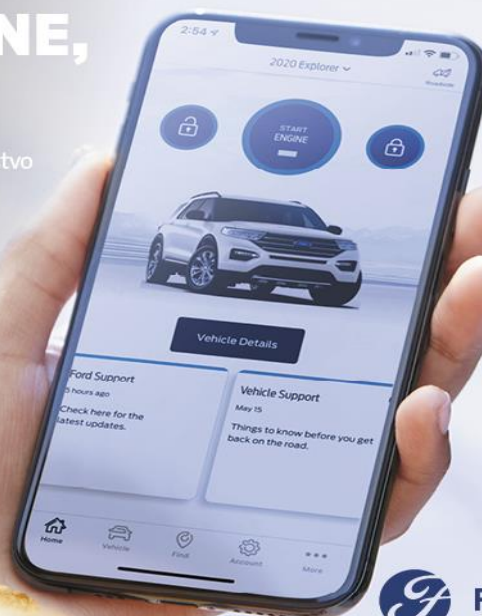 NE,
tvo
2:54
2020 Explorer
Roadside
START
ENGINE
Vehicle Details
Ford Support
5 hours ago
Check here for the
latest updates.
Vehicle Support
May 15
Things to know before you get
back on the road.
Home
Vehicle
Find
Account
More
F